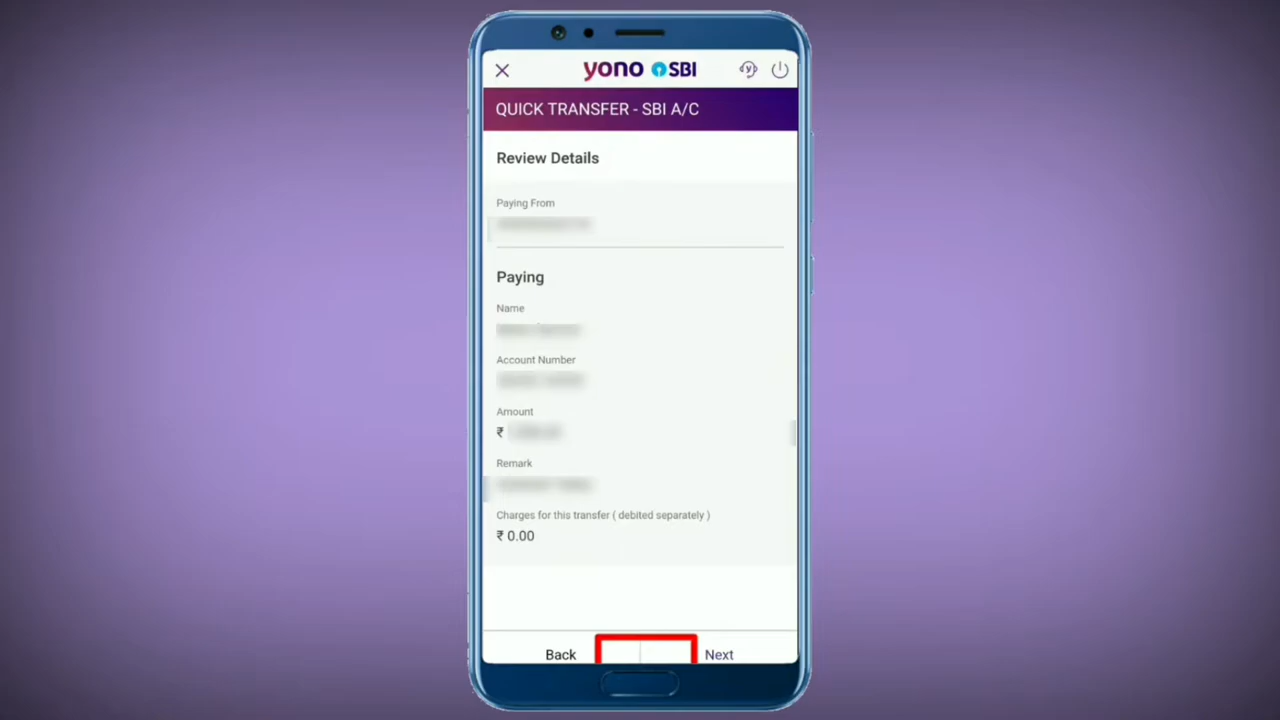 yono SBI
QUICK TRANSFER - SBI A/C
Review Details
Paying From
Paying
Name
Account Number
Amount
₹
Remark
Charges for this transfer ( debited separately )
₹ 0.00
Back Next